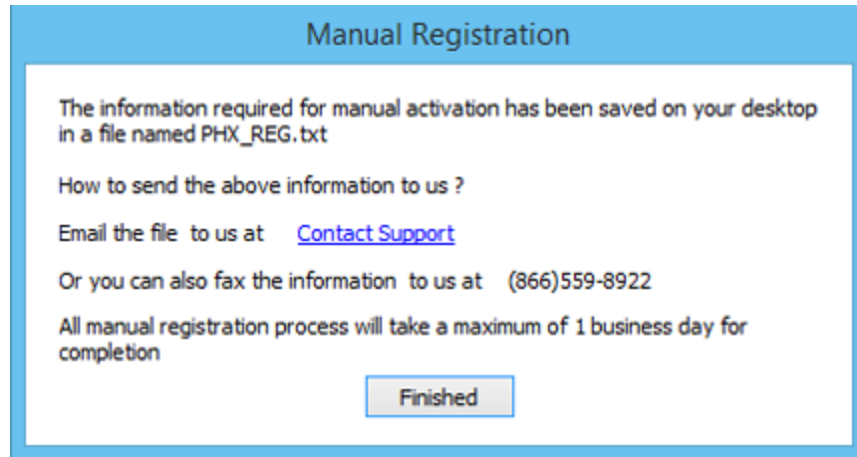 Manual Registration
The information required for manual activation has been saved on your desktop
in a file named PHX_REG.txt
How to send the above information to us ?
Email the file  to us at    Contact Support
Or you can also fax the information  to us at    (866)559-8922
All manual registration process will take a maximum of 1 business day for
completion
Finished